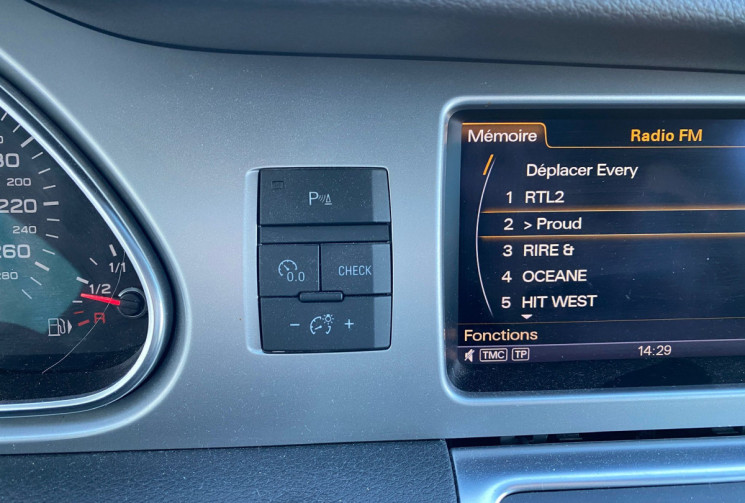 200
220
240
260
280
1/1
1/2
R
P
0.0
CHECK
- +
Mémoire
Radio FM
Déplacer Every
1 RTL2
2 > Proud
3 RIRE &
4 OCEANE
5 HIT WEST
Fonctions
TMC TP
14:29